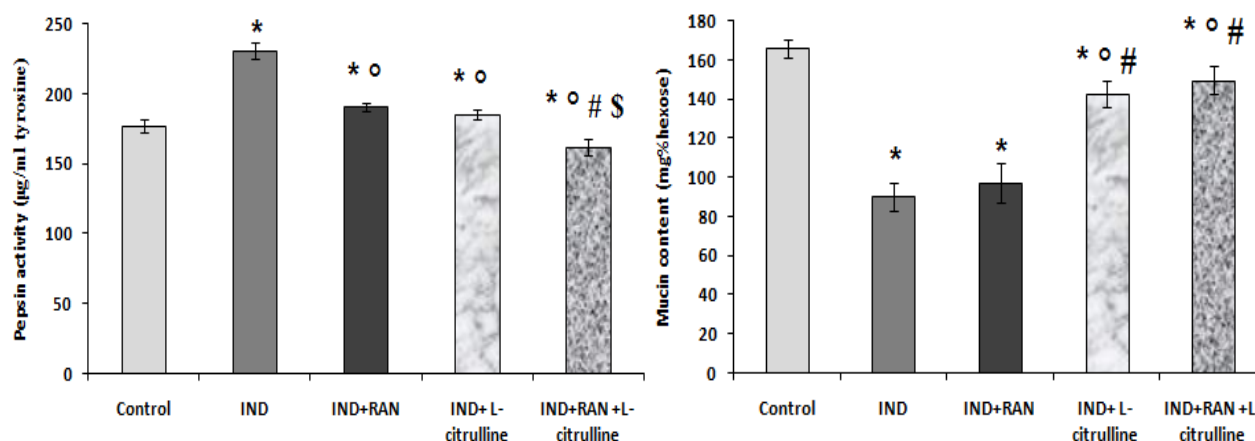 Pepsin activity (µg/ml tyrosine)
250
200
150
100
50
0
*
* °
* °
* ° # $
Control
IND
IND+RAN
IND+ L-
citrulline
IND+RAN +L-
citrulline
Mucin content (mg%hexose)
180
160
140
120
100
80
60
40
20
0
*
*
* ° #
* ° #
Control
IND
IND+RAN
IND+ L-
citrulline
IND+RAN +L
citrulline